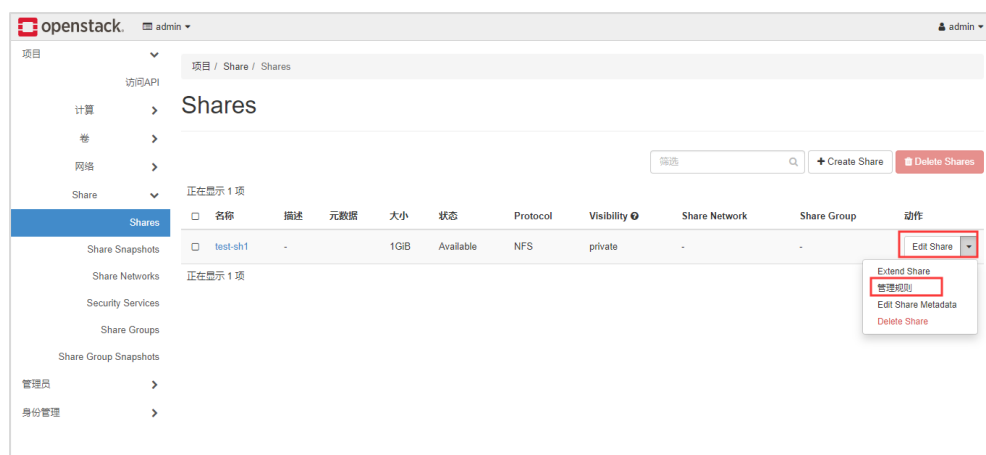 openstack. admin admin
项目
项目 / Share / Shares
访问API
Shares
计算
卷
网络
筛选 + Create Share Delete Shares
Share
正在显示 1 项
名称 描述 元数据 大小 状态 Protocol Visibility Share Network Share Group 动作
Shares
test-sh1 - 1GiB Available NFS private - - Edit Share
Share Snapshots
正在显示 1 项
Extend Share
Share Networks
管理规则
Security Services
Edit Share Metadata
Delete Share
Share Groups
Share Group Snapshots
管理员
身份管理